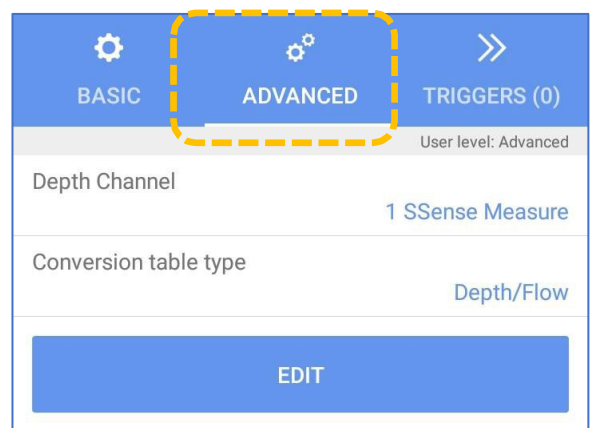 BASIC ADVANCED TRIGGERS (0)
User level: Advanced
Depth Channel
1 SSense Measure
Conversion table type
Depth/Flow
EDIT